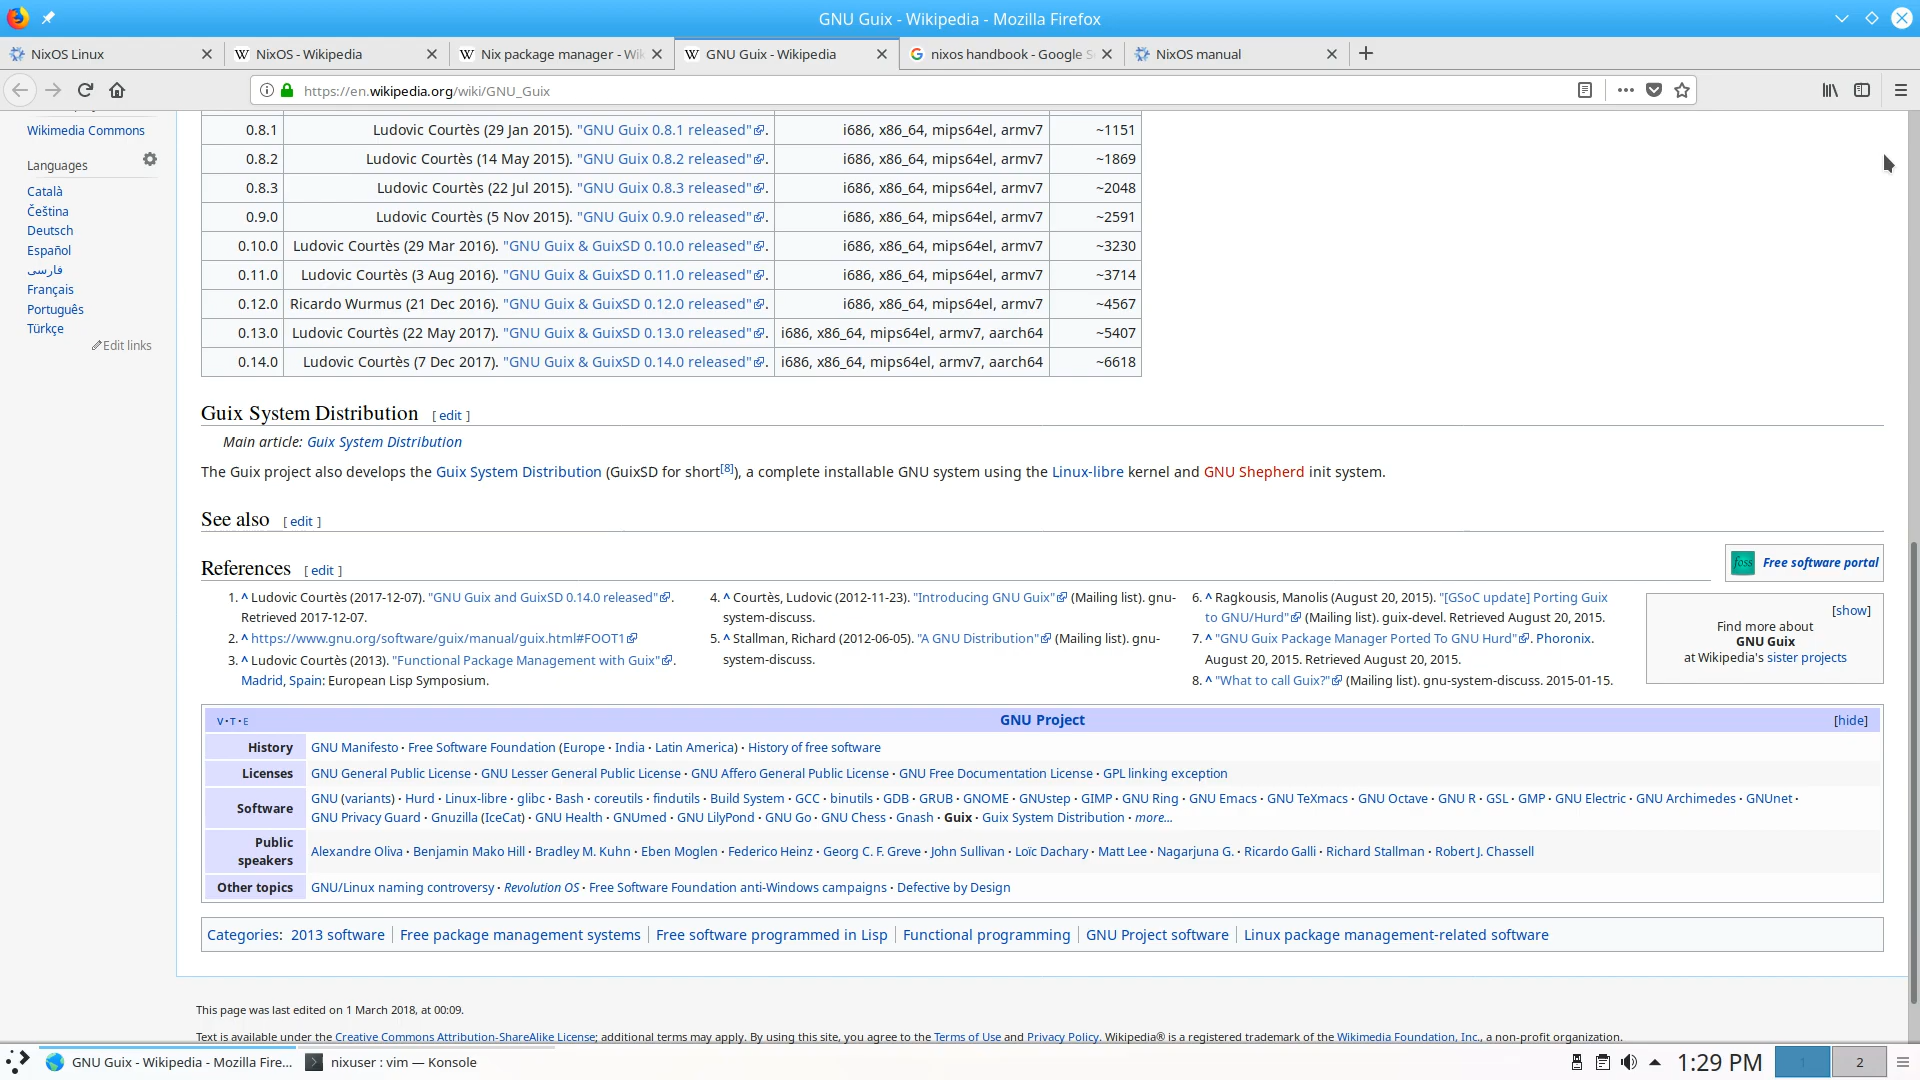 GNU Guix - Wikipedia - Mozilla Firefox
NixOS Linux
NixOS - Wikipedia
Nix package manager - Wik
GNU Guix - Wikipedia
nixos handbook - Google S
NixOS manual
https://en.wikipedia.org/wiki/GNU_Guix
Wikimedia Commons
Languages
Català
Čeština
Deutsch
Español
فارسی
Français
Português
Türkçe
Edit links
0.8.1 Ludovic Courtès (29 Jan 2015). "GNU Guix 0.8.1 released". i686, x86_64, mips64el, armv7 ~1151
0.8.2 Ludovic Courtès (14 May 2015). "GNU Guix 0.8.2 released". i686, x86_64, mips64el, armv7 ~1869
0.8.3 Ludovic Courtès (22 Jul 2015). "GNU Guix 0.8.3 released". i686, x86_64, mips64el, armv7 ~2048
0.9.0 Ludovic Courtès (5 Nov 2015). "GNU Guix 0.9.0 released". i686, x86_64, mips64el, armv7 ~2591
0.10.0 Ludovic Courtès (29 Mar 2016). "GNU Guix & GuixSD 0.10.0 released". i686, x86_64, mips64el, armv7 ~3230
0.11.0 Ludovic Courtès (3 Aug 2016). "GNU Guix & GuixSD 0.11.0 released". i686, x86_64, mips64el, armv7 ~3714
0.12.0 Ricardo Wurmus (21 Dec 2016). "GNU Guix & GuixSD 0.12.0 released". i686, x86_64, mips64el, armv7 ~4567
0.13.0 Ludovic Courtès (22 May 2017). "GNU Guix & GuixSD 0.13.0 released". i686, x86_64, mips64el, armv7, aarch64 ~5407
0.14.0 Ludovic Courtès (7 Dec 2017). "GNU Guix & GuixSD 0.14.0 released". i686, x86_64, mips64el, armv7, aarch64 ~6618
Guix System Distribution [ edit ]
Main article: Guix System Distribution
The Guix project also develops the Guix System Distribution (GuixSD for short[8]), a complete installable GNU system using the Linux-libre kernel and GNU Shepherd init system.
See also [ edit ]
foss Free software portal
References [ edit ]
1. ^ Ludovic Courtès (2017-12-07). "GNU Guix and GuixSD 0.14.0 released".
Retrieved 2017-12-07.
2. ^ https://www.gnu.org/software/guix/manual/guix.html#FOOT1
3. ^ Ludovic Courtès (2013). "Functional Package Management with Guix".
Madrid, Spain: European Lisp Symposium.
4. ^ Courtès, Ludovic (2012-11-23). "Introducing GNU Guix" (Mailing list). gnu-
system-discuss.
5. ^ Stallman, Richard (2012-06-05). "A GNU Distribution" (Mailing list). gnu-
system-discuss.
6. ^ Ragkousis, Manolis (August 20, 2015). "[GSoC update] Porting Guix
to GNU/Hurd" (Mailing list). guix-devel. Retrieved August 20, 2015.
7. ^ "GNU Guix Package Manager Ported To GNU Hurd". Phoronix.
August 20, 2015. Retrieved August 20, 2015.
8. ^ "What to call Guix?" (Mailing list). gnu-system-discuss. 2015-01-15.
[show]
Find more about
GNU Guix
at Wikipedia's sister projects
V · T · E GNU Project [hide]
History GNU Manifesto · Free Software Foundation (Europe · India · Latin America) · History of free software
Licenses GNU General Public License · GNU Lesser General Public License · GNU Affero General Public License · GNU Free Documentation License · GPL linking exception
Software GNU (variants) · Hurd · Linux-libre · glibc · Bash · coreutils · findutils · Build System · GCC · binutils · GDB · GRUB · GNOME · GNUstep · GIMP · GNU Ring · GNU Emacs · GNU TeXmacs · GNU Octave · GNU R · GSL · GMP · GNU Electric · GNU Archimedes · GNUnet ·
GNU Privacy Guard · Gnuzilla (IceCat) · GNU Health · GNUmed · GNU LilyPond · GNU Go · GNU Chess · Gnash · Guix · Guix System Distribution · more...
Public speakers Alexandre Oliva · Benjamin Mako Hill · Bradley M. Kuhn · Eben Moglen · Federico Heinz · Georg C. F. Greve · John Sullivan · Loïc Dachary · Matt Lee · Nagarjuna G. · Ricardo Galli · Richard Stallman · Robert J. Chassell
Other topics GNU/Linux naming controversy · Revolution OS · Free Software Foundation anti-Windows campaigns · Defective by Design
Categories: 2013 software | Free package management systems | Free software programmed in Lisp | Functional programming | GNU Project software | Linux package management-related software
This page was last edited on 1 March 2018, at 00:09.
Text is available under the Creative Commons Attribution-ShareAlike License; additional terms may apply. By using this site, you agree to the Terms of Use and Privacy Policy. Wikipedia® is a registered trademark of the Wikimedia Foundation, Inc., a non-profit organization.
GNU Guix - Wikipedia - Mozilla Fire...
nixuser : vim — Konsole
1:29 PM
1
2